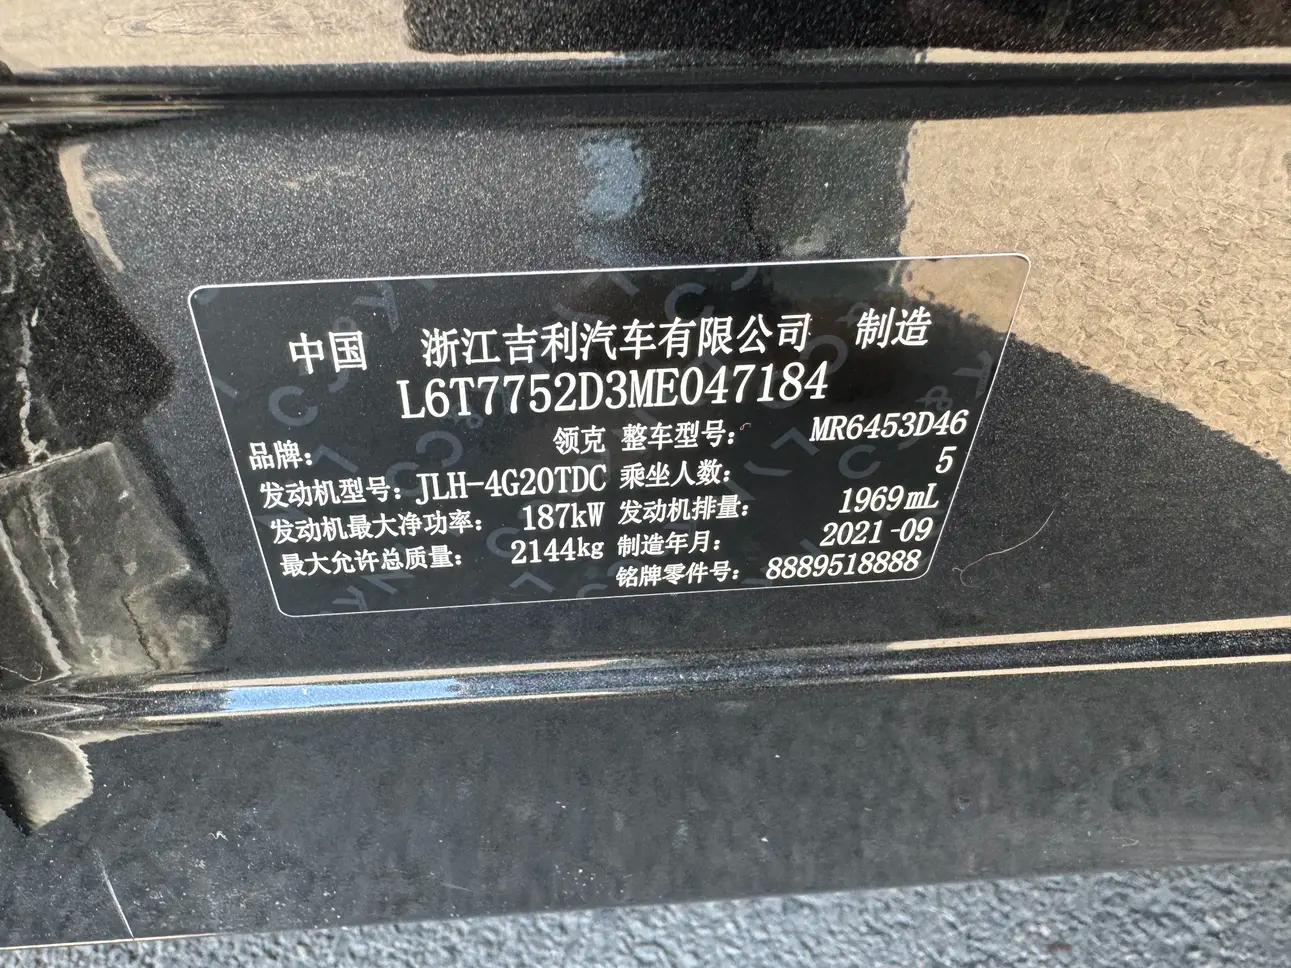 中国 浙江吉利汽车有限公司 制造
L6T7752D3ME047184
品牌： 领克 整车型号： MR6453D46
发动机型号： JLH-4G20TDC 乘坐人数： 5
发动机最大净功率： 187kW 发动机排量： 1969mL
最大允许总质量： 2144kg 制造年月： 2021-09
铭牌零件号： 8889518888